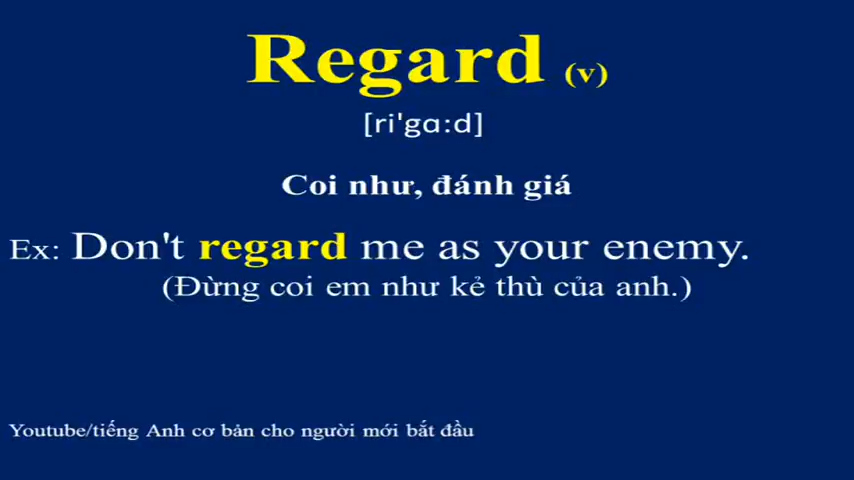 Regard (v)
[ri'gɑ:d]
Coi như, đánh giá
Ex: Don't regard me as your enemy.
(Đừng coi em như kẻ thù của anh.)
Youtube/tiếng Anh cơ bản cho người mới bắt đầu